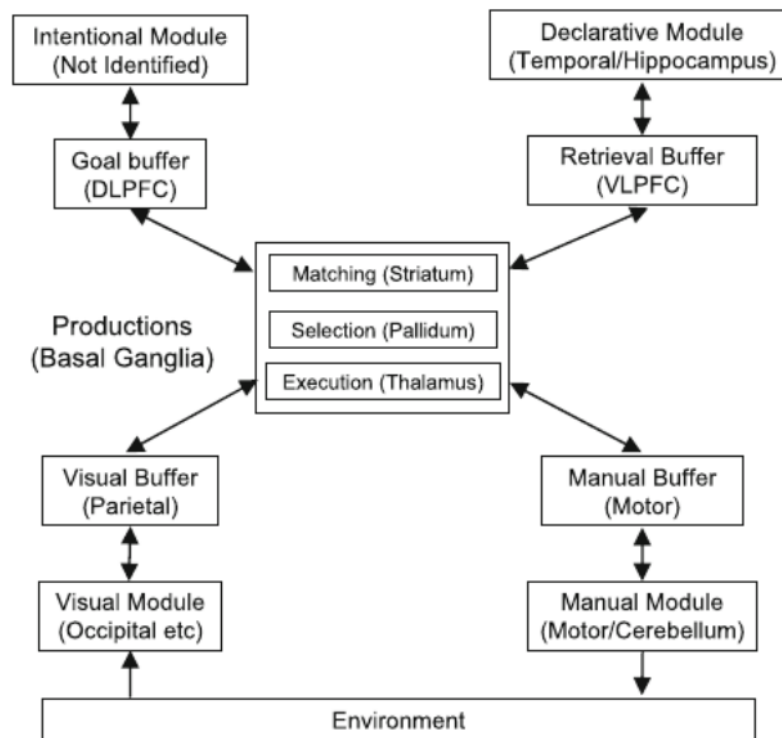 Intentional Module
(Not Identified)
Declarative Module
(Temporal/Hippocampus)
Goal buffer
(DLPFC)
Retrieval Buffer
(VLPFC)
Matching (Striatum)
Productions
(Basal Ganglia)
Selection (Pallidum)
Execution (Thalamus)
Visual Buffer
(Parietal)
Manual Buffer
(Motor)
Visual Module
(Occipital etc)
Manual Module
(Motor/Cerebellum)
Environment